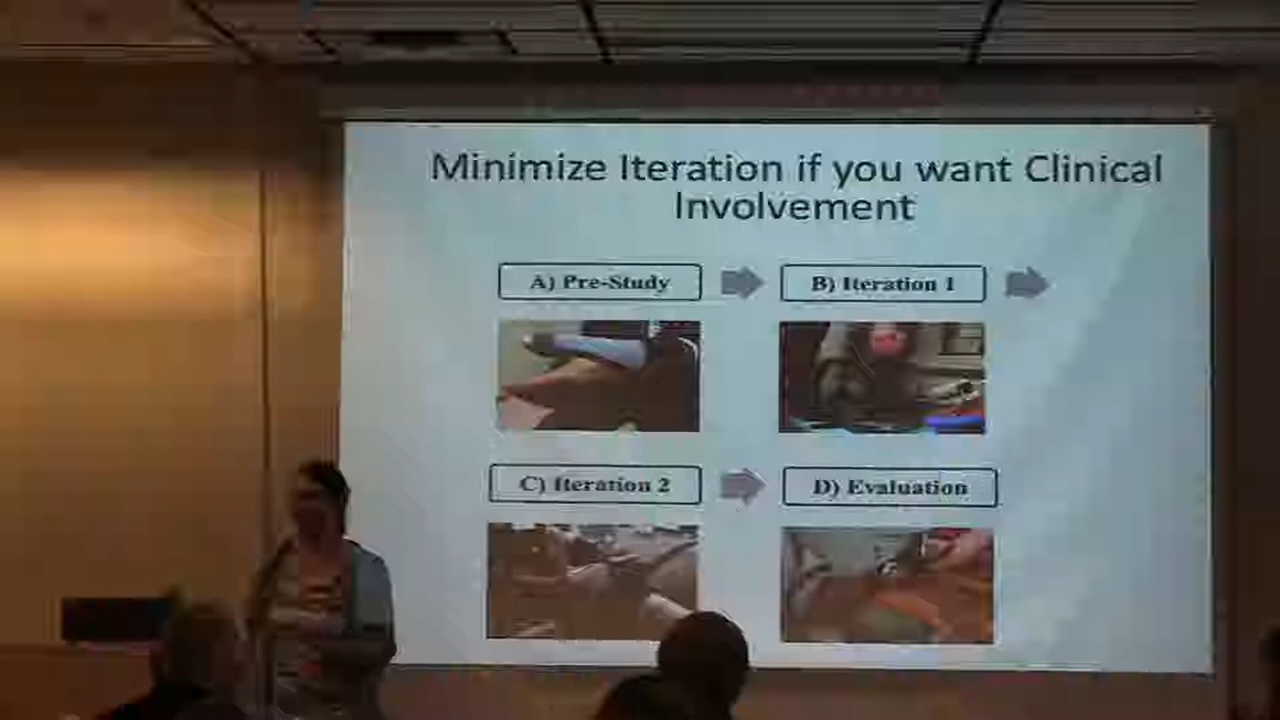 Minimize Iteration if you want Clinical
Involvement
A) Pre-Study
B) Iteration 1
C) Iteration 2
D) Evaluation